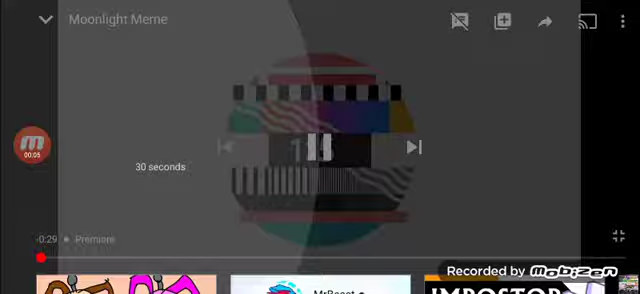 Moonlight Meme
m
00:05
30 seconds
-0:29 • Premiere
Recorded by mobizen
MrBeast
IMPOSTOR